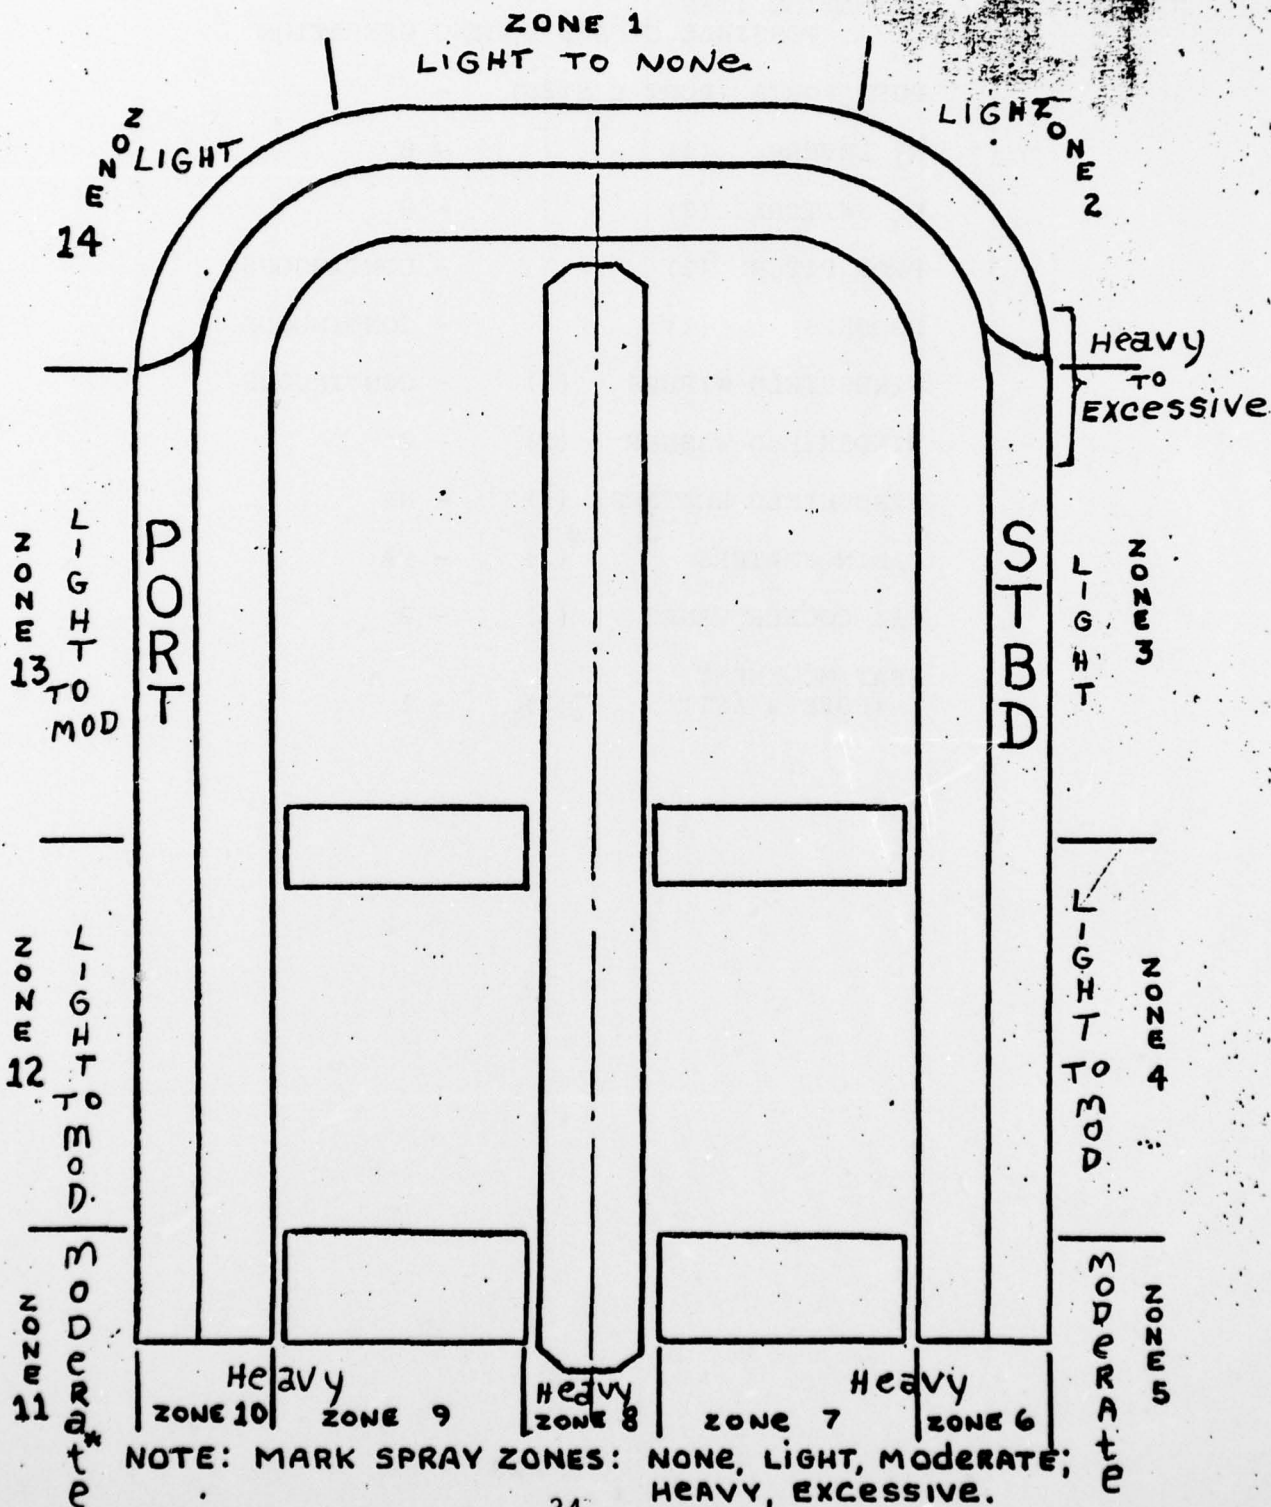 ZONE 1
LIGHT TO NONe
ZONE 14
LIGHT
LIGHT
ZONE 2
Heavy
TO
EXcessive
ZONE 13
LIGHT TO MOD
PORT
STBD
LIGHT
ZONE 3
ZONE 12
LIGHT TO MOD.
LIGHT TO MOD
ZONE 4
ZONE 11
MODeRate*
MODeRAte
ZONE 5
Heavy
Heavy
Heavy
ZONE 10
ZONE 9
ZONE 8
ZONe 7
ZONE 6
NOTE: MARK SPRAY ZONES: NONe, LiGHT, MODeRATE;
HEAVY, EXCESSIVE.
34